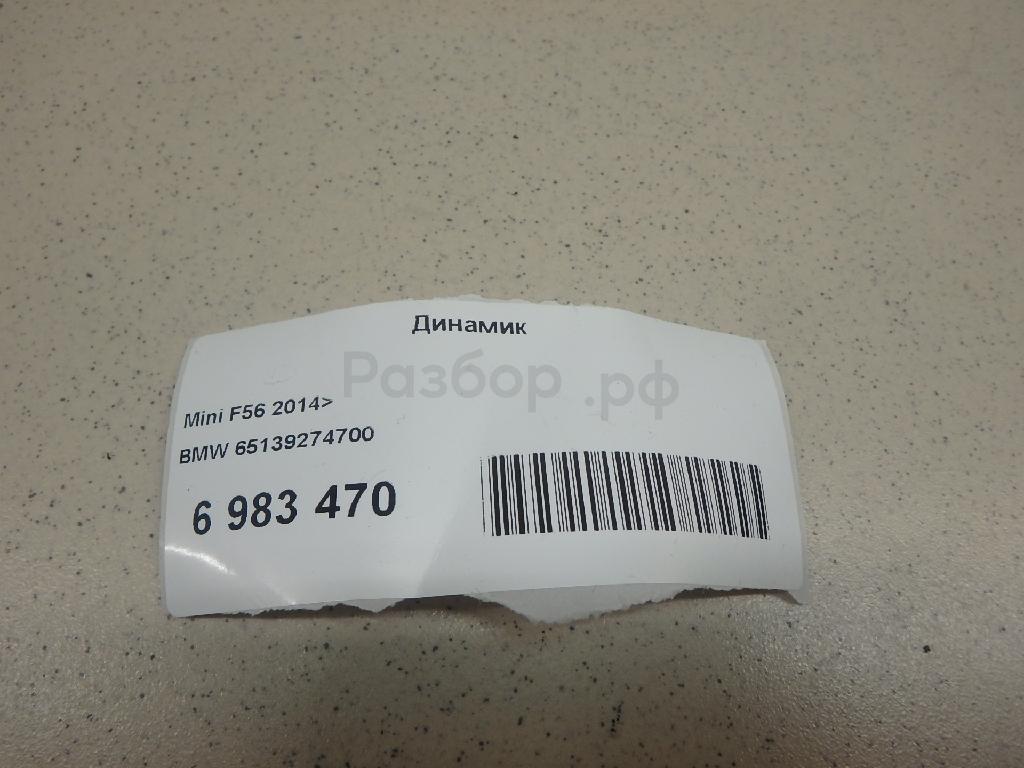 Динамик
Разбор.рф
Mini F56 2014>
BMW 65139274700
6 983 470